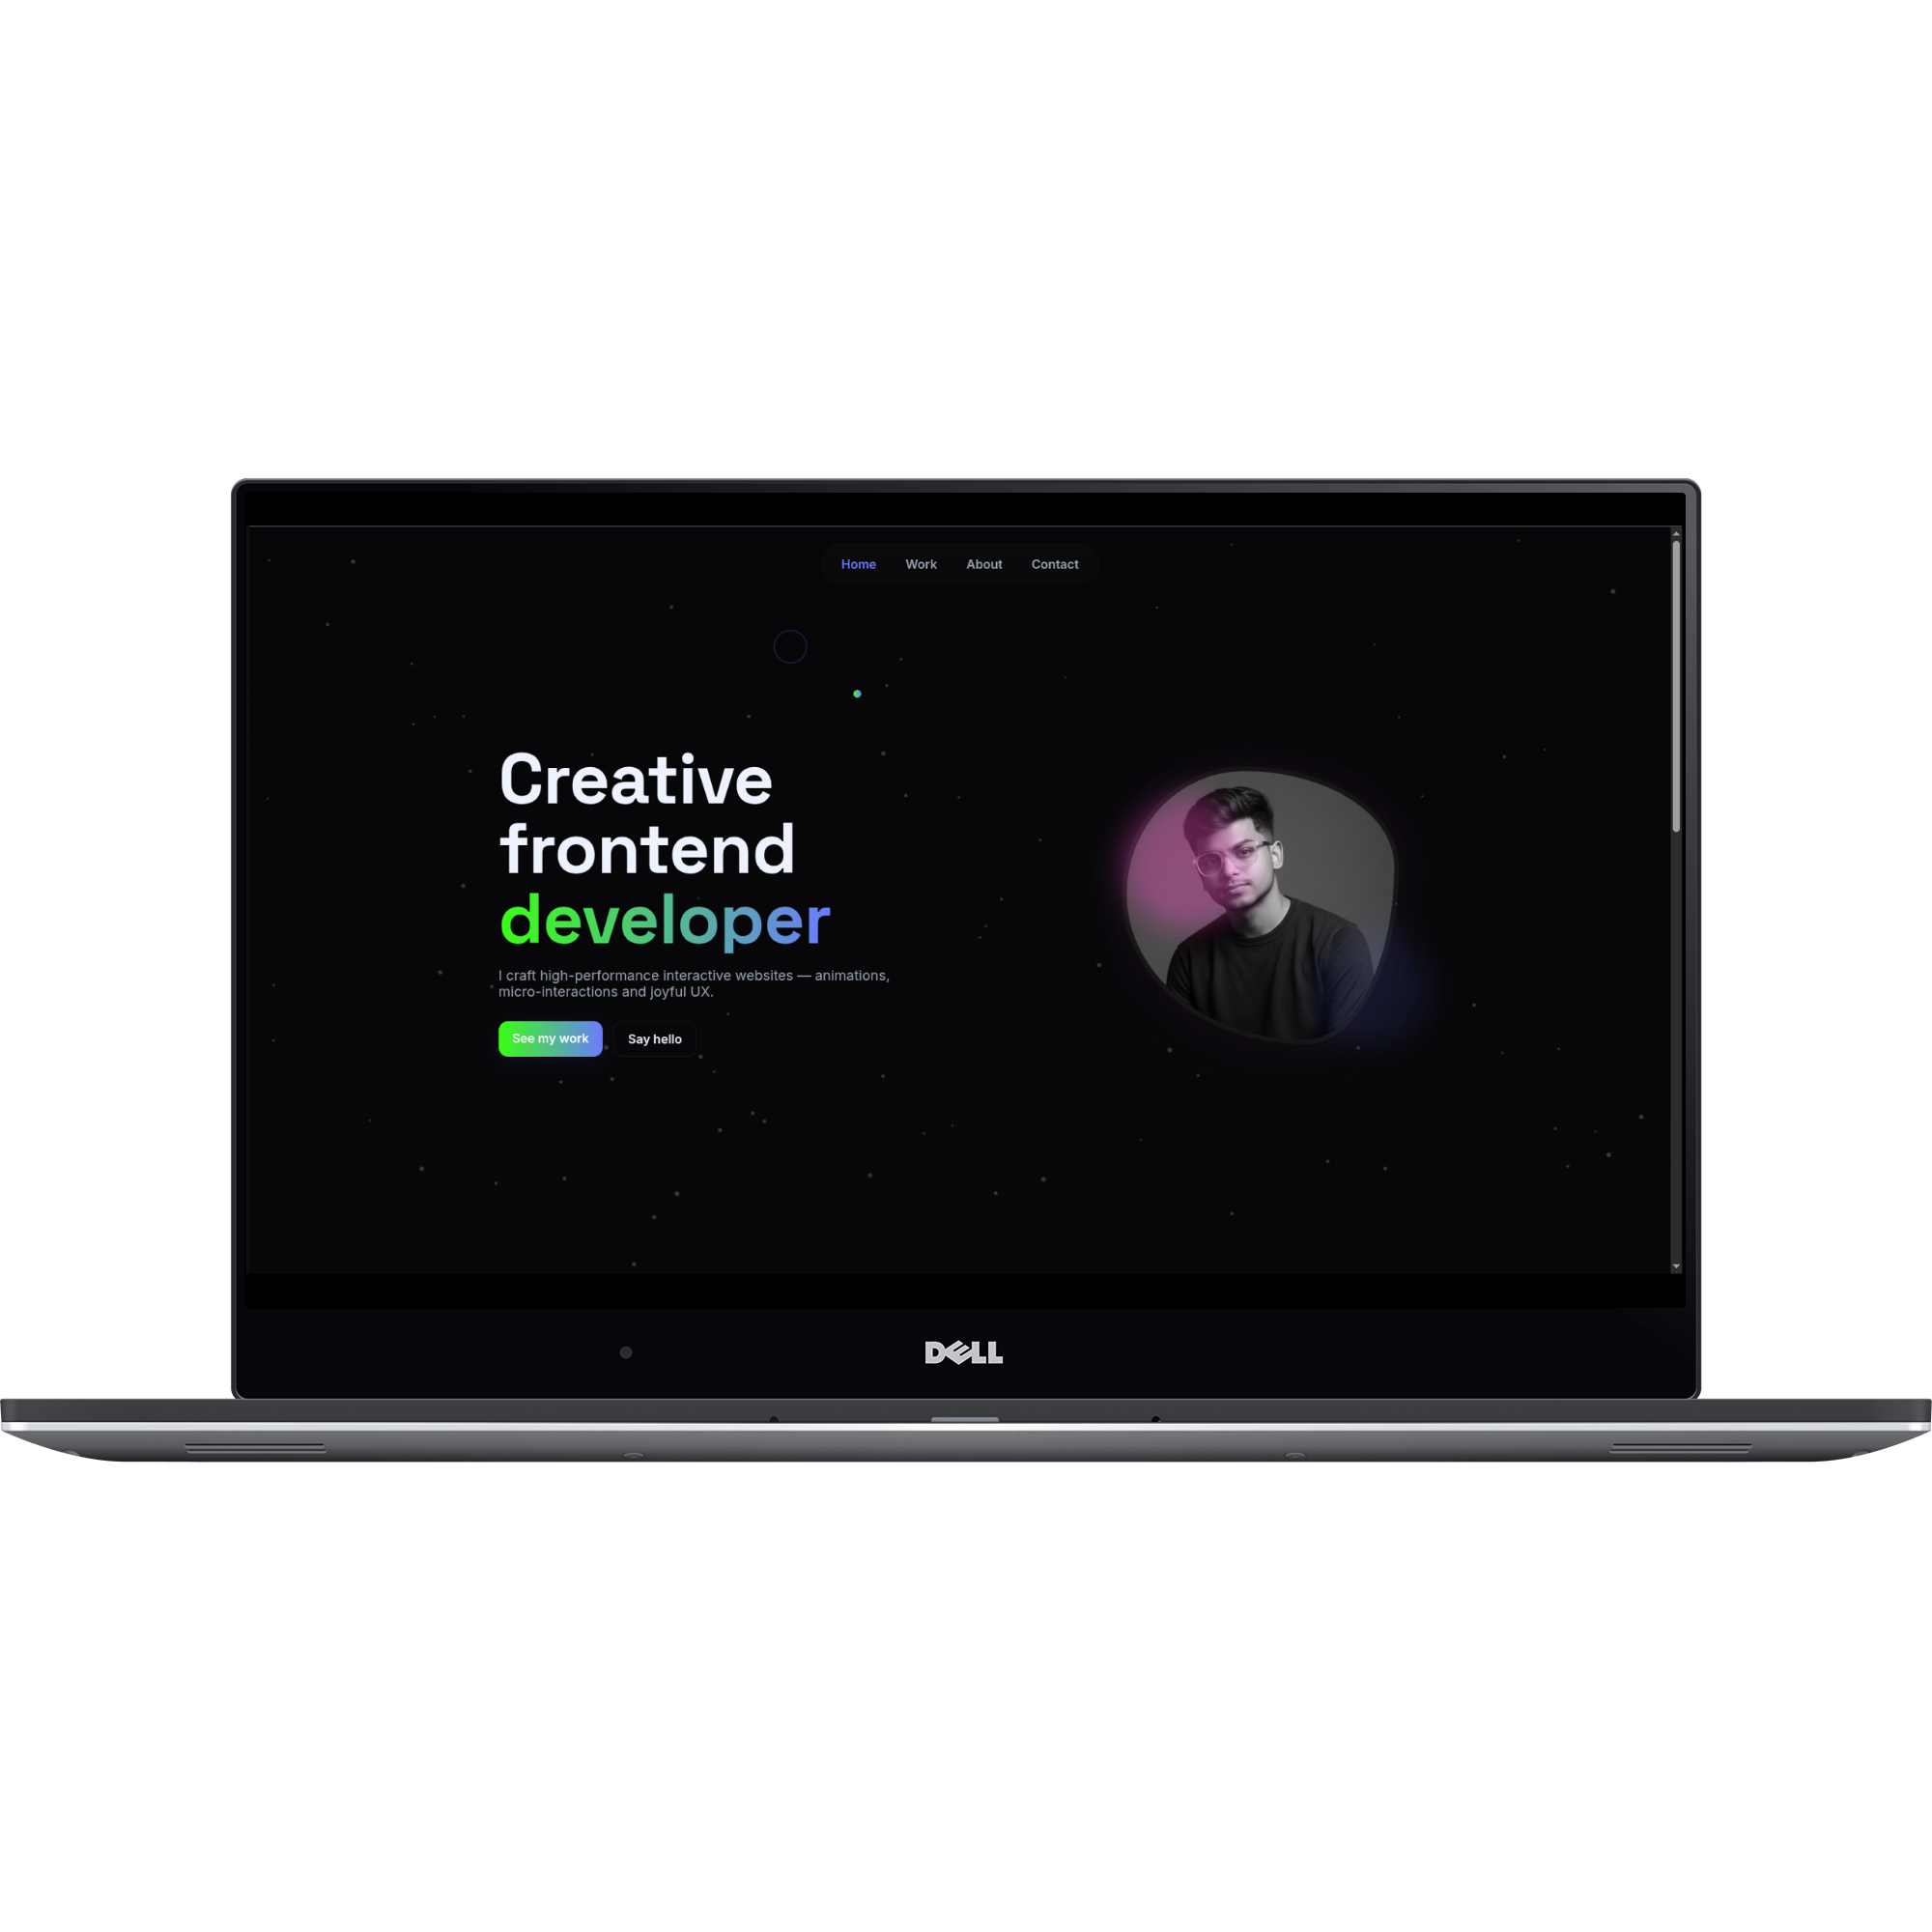 Home Work About Contact
Creative
frontend
developer
I craft high-performance interactive websites — animations,
micro-interactions and joyful UX.
See my work Say hello
DELL